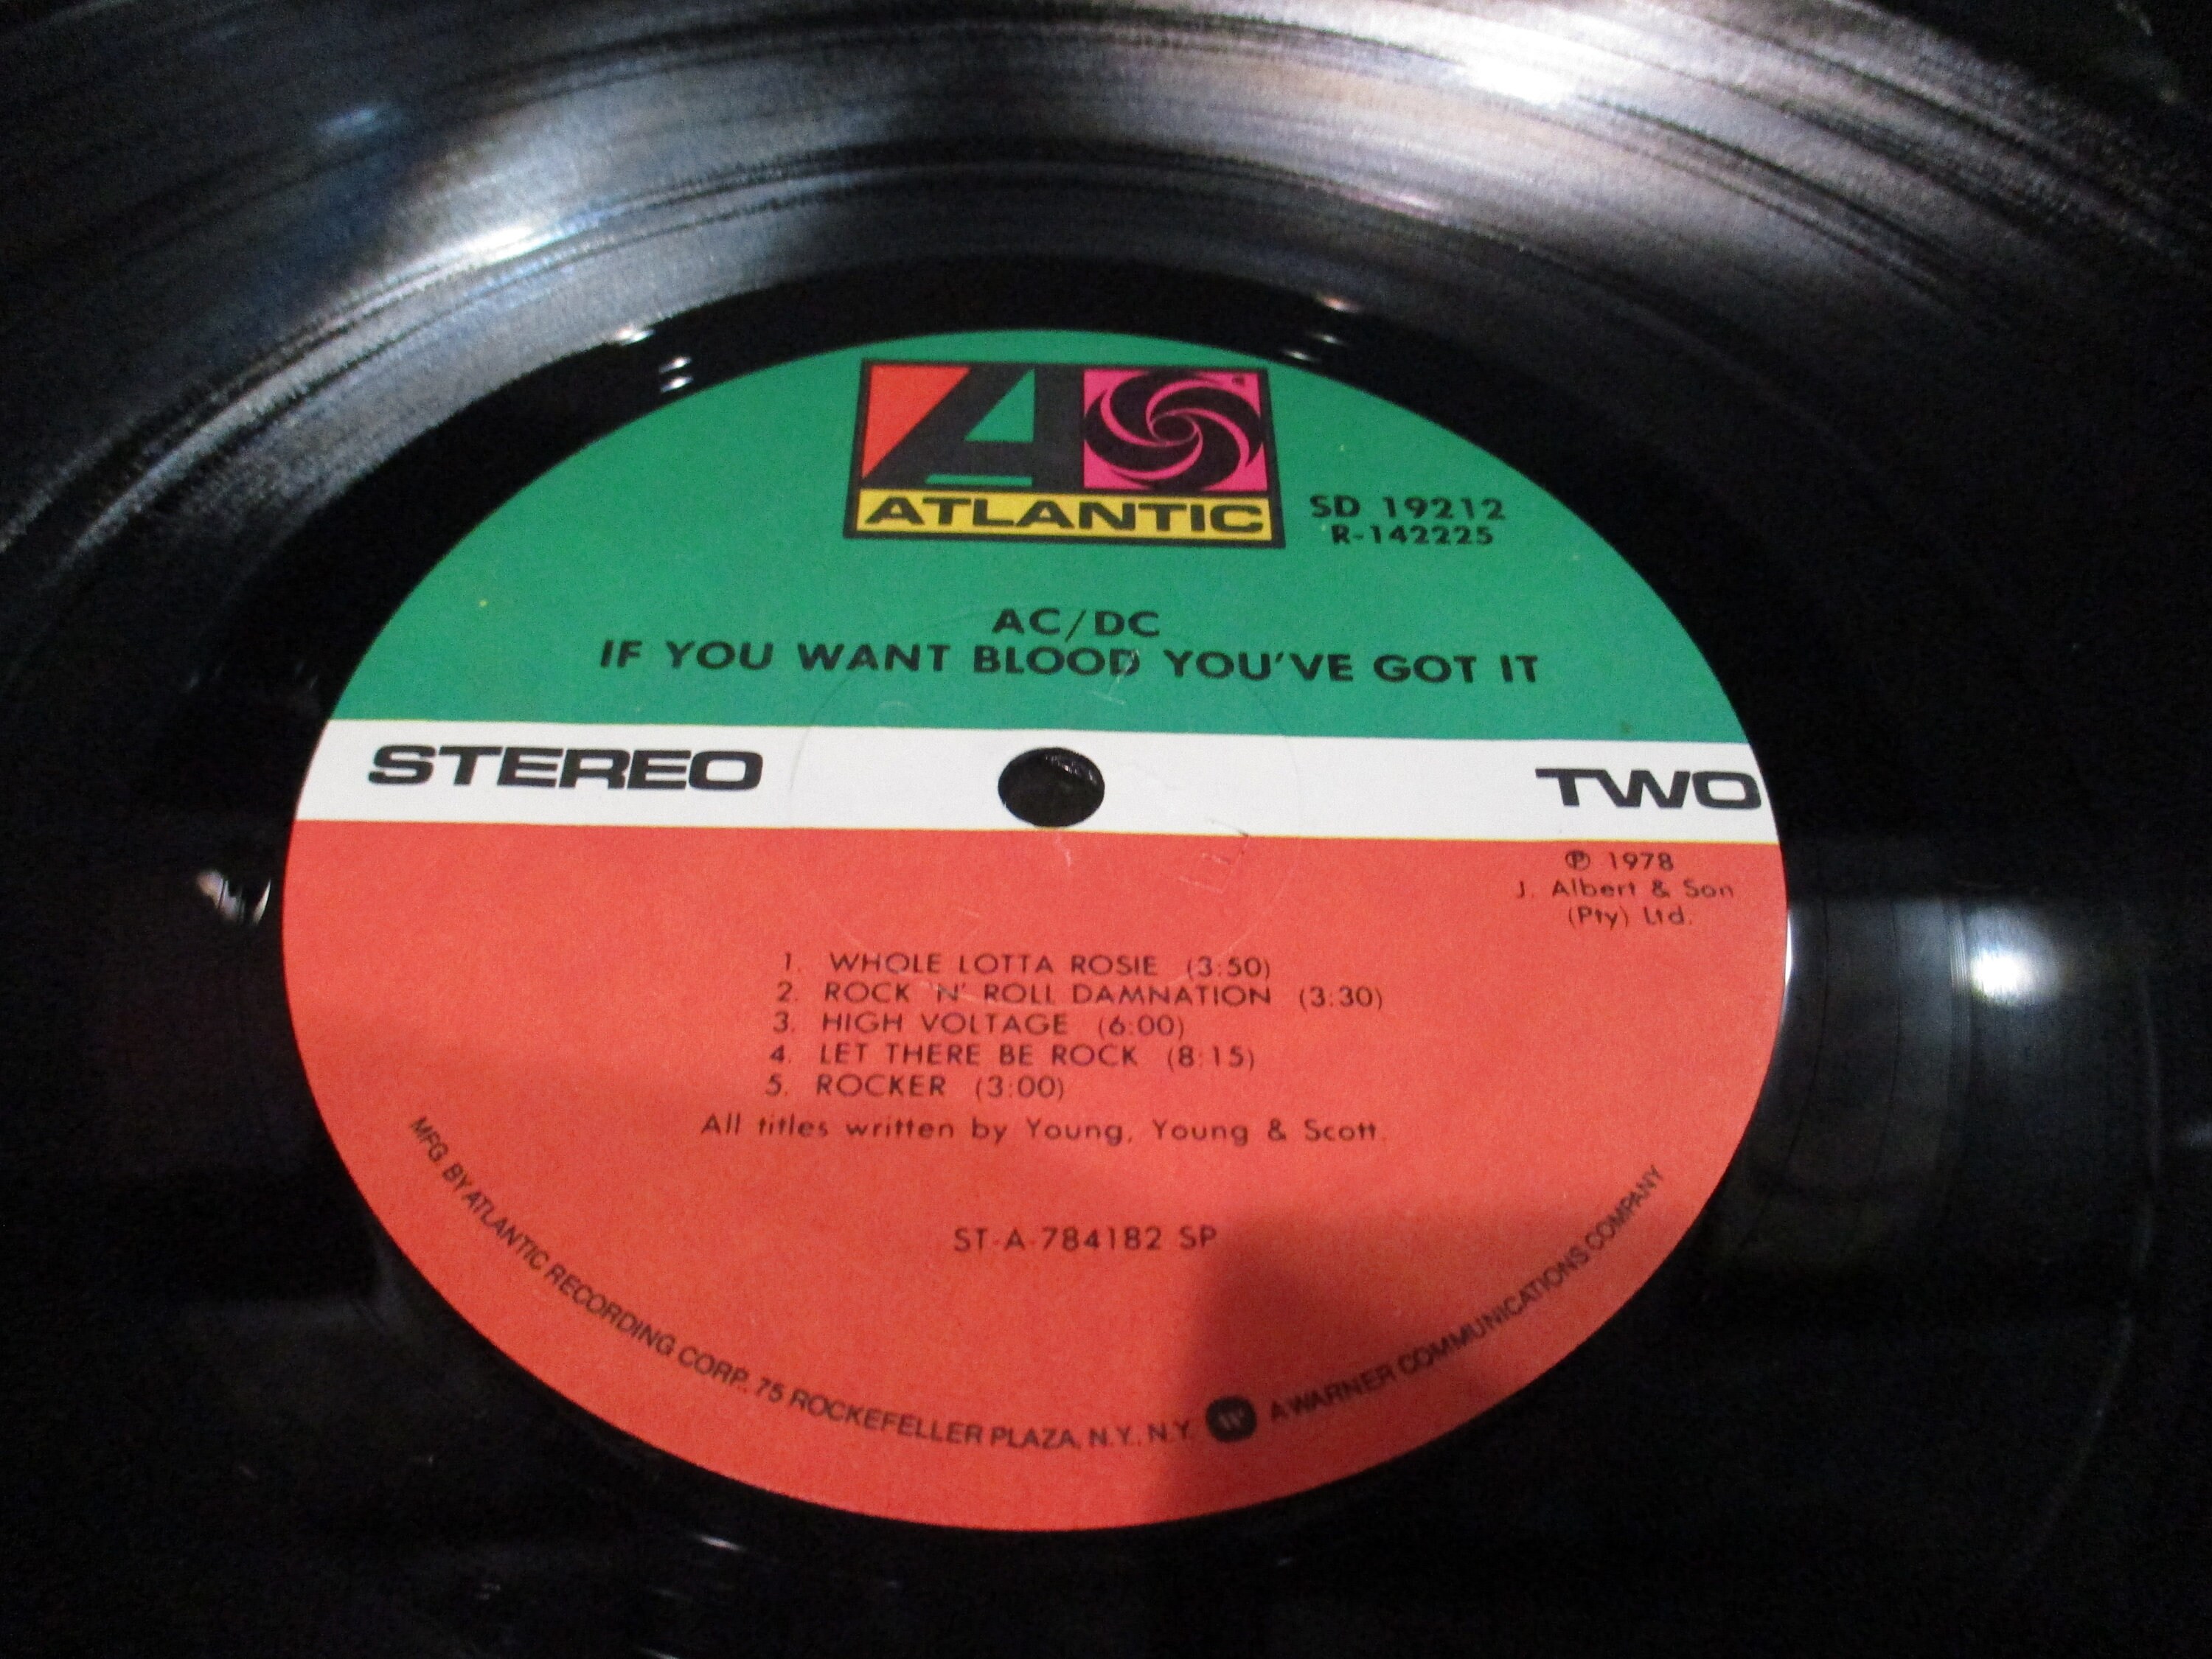 ATLANTIC
SD 19212
R-142225
AC/DC
IF YOU WANT BLOOD YOU'VE GOT IT
STEREO
TWO
℗ 1978
J. Albert & Son
(Pty) Ltd.
1. WHOLE LOTTA ROSIE (3:50)
2. ROCK 'N' ROLL DAMNATION (3:30)
3. HIGH VOLTAGE (6:00)
4. LET THERE BE ROCK (8:15)
5. ROCKER (3:00)
All titles written by Young, Young & Scott.
ST-A-784182 SP
MFG. BY ATLANTIC RECORDING CORP., 75 ROCKEFELLER PLAZA, N.Y., N.Y. A WARNER COMMUNICATIONS COMPANY